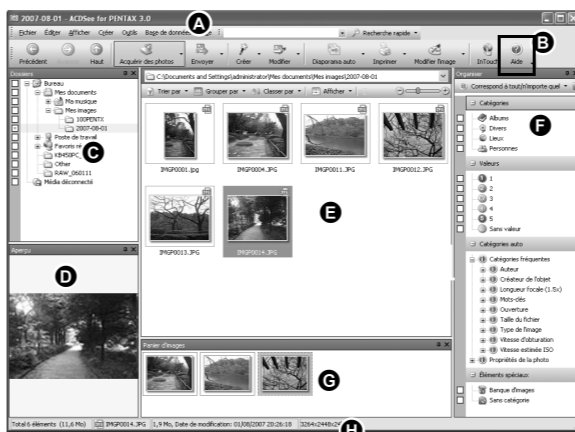 2007-08-01 - ACDSee for PENTAX 3.0
A
Fichier Éditer Afficher Créer Outils Base de données
Recherche rapide
B
Précédent
Haut
Acquérir des photos
Envoyer
Créer
Modifier
Diaporama auto
Imprimer
Modifier l'image
InTouch
Aide
Dossiers
Bureau
Mes documents
Ma musique
Mes images
100PENTX
2007-08-01
Poste de travail
Favoris
C
Other
RAW_060111
Média déconnecté
C:\Documents and Settings\administrator\Mes documents\Mes images\2007-08-01
Trier par
Grouper par
Classer par
Afficher
IMGP0001.jpg
IMGP0004.JPG
IMGP0011.JPG
IMGP0012.JPG
IMGP0013.JPG
IMGP0014.JPG
E
Aperçu
D
Panier d'images
G
Organiser
Correspond à tout/n'importe quel
Catégories
Albums
Divers
Lieux
Personnes
F
Valeurs
1
2
3
4
5
Sans valeur
Catégories auto
Catégories fréquentes
Auteur
Créateur de l'objet
Longueur focale (1.5x)
Mots-clés
Ouverture
Taille du fichier
Type de l'image
Vitesse d'obturation
Vitesse estimée ISO
Propriétés de la photo
Éléments spéciaux
Banque d'images
Sans catégorie
Total 6 éléments (11,6 Mo)
IMGP0014.JPG
1,9 Mo, Date de modification: 01/08/2007 20:26:18
H